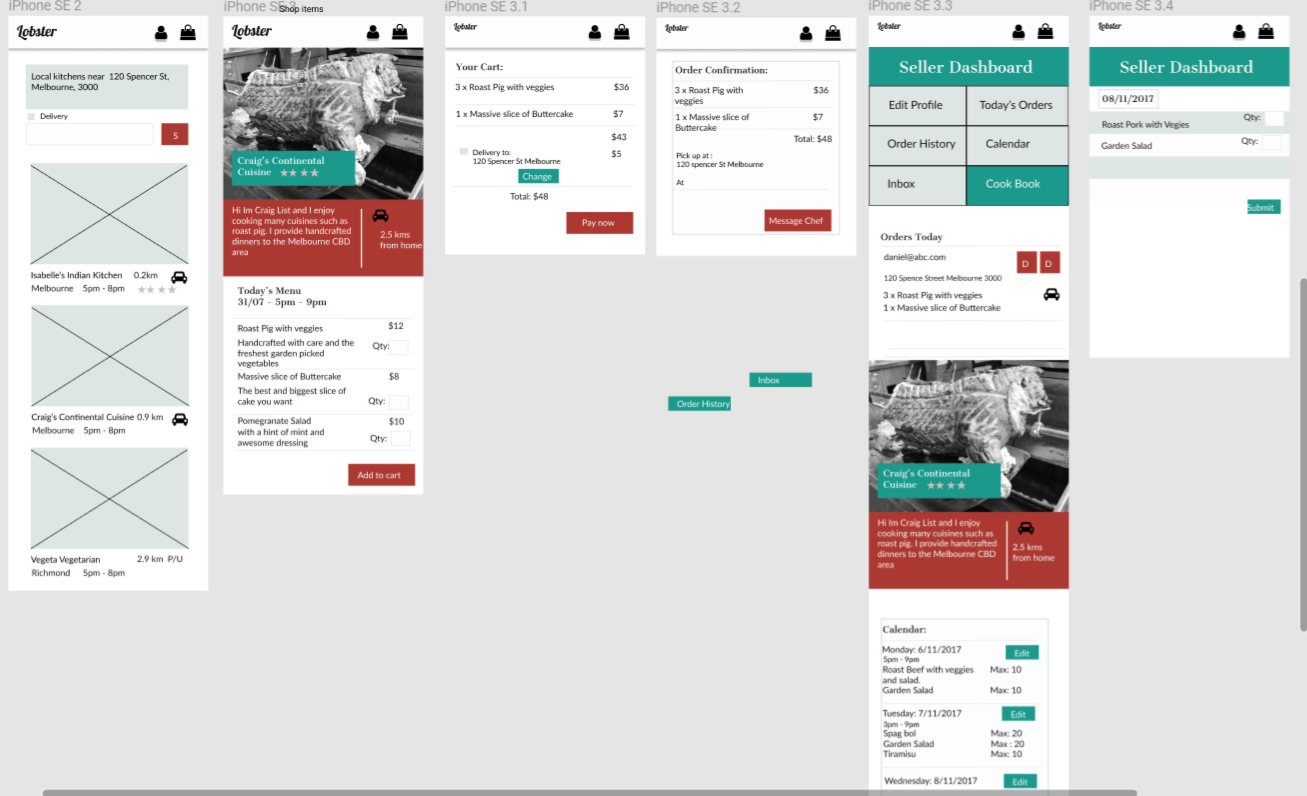 iPhone SE 2
Lobster
Local kitchens near 120 Spencer St,
Melbourne, 3000
Delivery
S
Isabelle's Indian Kitchen 0.2km
Melbourne 5pm - 8pm
Craig's Continental Cuisine 0.9 km
Melbourne 5pm - 8pm
Vegeta Vegetarian 2.9 km P/U
Richmond 5pm - 8pm
iPhone SE 3
Shop items
Lobster
Craig's Continental
Cuisine
Hi Im Craig List and I enjoy
cooking many cuisines such as
roast pig. I provide handcrafted
dinners to the Melbourne CBD
area
2.5 kms
from home
Today's Menu
31/07 - 5pm - 9pm
Roast Pig with veggies $12
Handcrafted with care and the
freshest garden picked
vegetables
Qty:
Massive slice of Buttercake $8
The best and biggest slice of
cake you want
Qty:
Pomegranate Salad $10
with a hint of mint and
awesome dressing
Qty:
Add to cart
iPhone SE 3.1
Lobster
Your Cart:
3 x Roast Pig with veggies $36
1 x Massive slice of Buttercake $7
$43
Delivery to: $5
120 Spencer St Melbourne
Change
Total: $48
Pay now
iPhone SE 3.2
Lobster
Order Confirmation:
3 x Roast Pig with $36
veggies
1 x Massive slice of $7
Buttercake
Total: $48
Pick up at :
120 spencer St Melbourne
At
Message Chef
Inbox
Order History
iPhone SE 3.3
Lobster
Seller Dashboard
Edit Profile Today's Orders
Order History Calendar
Inbox Cook Book
Orders Today
daniel@abc.com D D
120 Spence Street Melbourne 3000
3 x Roast Pig with veggies
1 x Massive slice of Buttercake
Craig's Continental
Cuisine
Hi Im Craig List and I enjoy
cooking many cuisines such as
roast pig. I provide handcrafted
dinners to the Melbourne CBD
area
2.5 kms
from home
Calendar:
Monday: 6/11/2017 Edit
5pm - 9pm
Roast Beef with veggies Max: 10
and salad.
Garden Salad Max: 10
Tuesday: 7/11/2017 Edit
3pm - 9pm
Spag bol Max: 20
Garden Salad Max : 20
Tiramisu Max: 10
Wednesday: 8/11/2017 Edit
iPhone SE 3.4
Lobster
Seller Dashboard
08/11/2017
Roast Pork with Vegies Qty:
Garden Salad Qty:
Submit